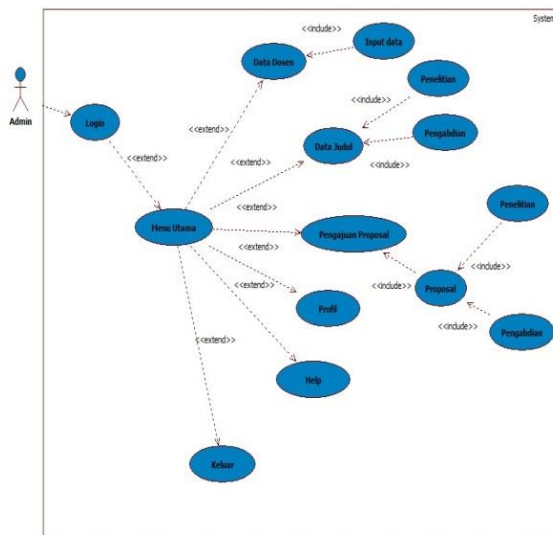 System
<<include>>
Input data
Data Dosen
Penelitian
Admin
Login
<<extend>>
<<include>>
Pengabdian
<<extend>>
<<extend>>
Data Judul
<<include>>
Penelitian
<<extend>>
Menu Utama
Pengajuan Proposal
<<extend>>
<<include>>
<<extend>>
<<include>>
Proposal
Profil
<<include>>
Pengabdian
<<extend>>
Help
Keluar